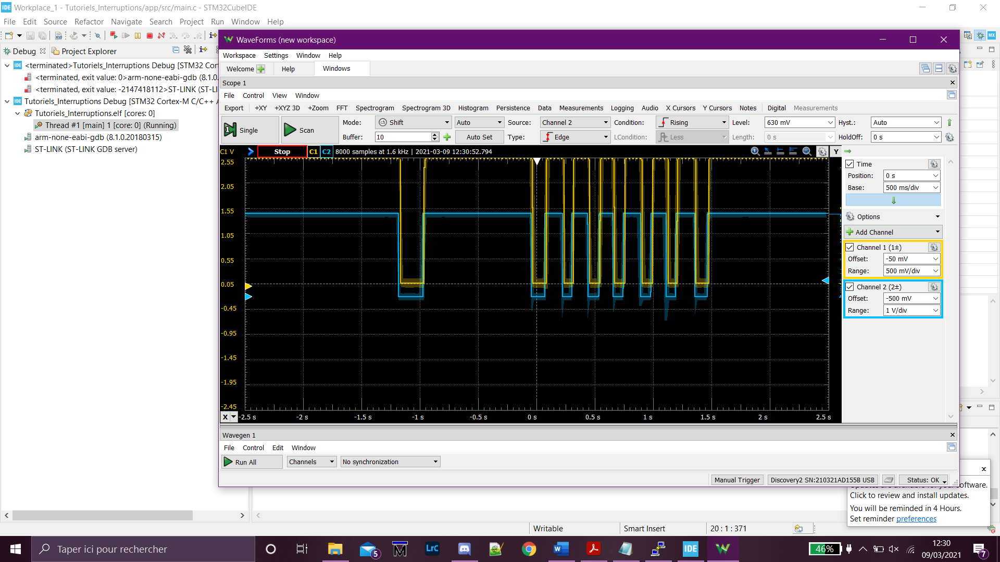 Workplace_1 - Tutoriels_Interruptions/app/src/main.c - STM32CubeIDE
File Edit Source Refactor Navigate Search Project Run Window Help
Debug Project Explorer
<terminated>Tutoriels_Interruptions Debug [STM32 Cor
<terminated, exit value: 0>arm-none-eabi-gdb (8.1.0.
<terminated, exit value: -2147418112>ST-LINK (ST-LI
Tutoriels_Interruptions Debug [STM32 Cortex-M C/C++ A
Tutoriels_Interruptions.elf [cores: 0]
Thread #1 [main] 1 [core: 0] (Running)
arm-none-eabi-gdb (8.1.0.20180315)
ST-LINK (ST-LINK GDB server)
WaveForms (new workspace)
Workspace Settings Window Help
Welcome Help Windows
Scope 1
File Control View Window
Export +XY +XYZ 3D +Zoom FFT Spectrogram Spectrogram 3D Histogram Persistence Data Measurements Logging Audio X Cursors Y Cursors Notes Digital Measurements
Single Scan
Mode: Shift Auto Source: Channel 2 Condition: Rising Level: 630 mV Hyst.: Auto
Buffer: 10 Auto Set Type: Edge LCondition: Less Length: 0 s HoldOff: 0 s
C1 V Stop C1 C2 8000 samples at 1.6 kHz | 2021-03-09 12:30:52.794 Y
2.55
2.05
1.55
1.05
0.55
0.05
-0.45
-0.95
-1.45
-1.95
-2.45
X -2.5 s -2 s -1.5 s -1 s -0.5 s 0 s 0.5 s 1 s 1.5 s 2 s 2.5 s
Time
Position: 0 s
Base: 500 ms/div
Options
Add Channel
Channel 1 (1±)
Offset: -50 mV
Range: 500 mV/div
Channel 2 (2±)
Offset: -500 mV
Range: 1 V/div
Wavegen 1
File Control Edit Window
Run All Channels No synchronization
Manual Trigger Discovery2 SN:210321AD155B USB Status: OK
Click to review and install updates.
You will be reminded in 4 Hours.
Set reminder preferences
Writable Smart Insert 20 : 1 : 371
Taper ici pour rechercher
5
LrC
IDE
46%
12:30
09/03/2021
7